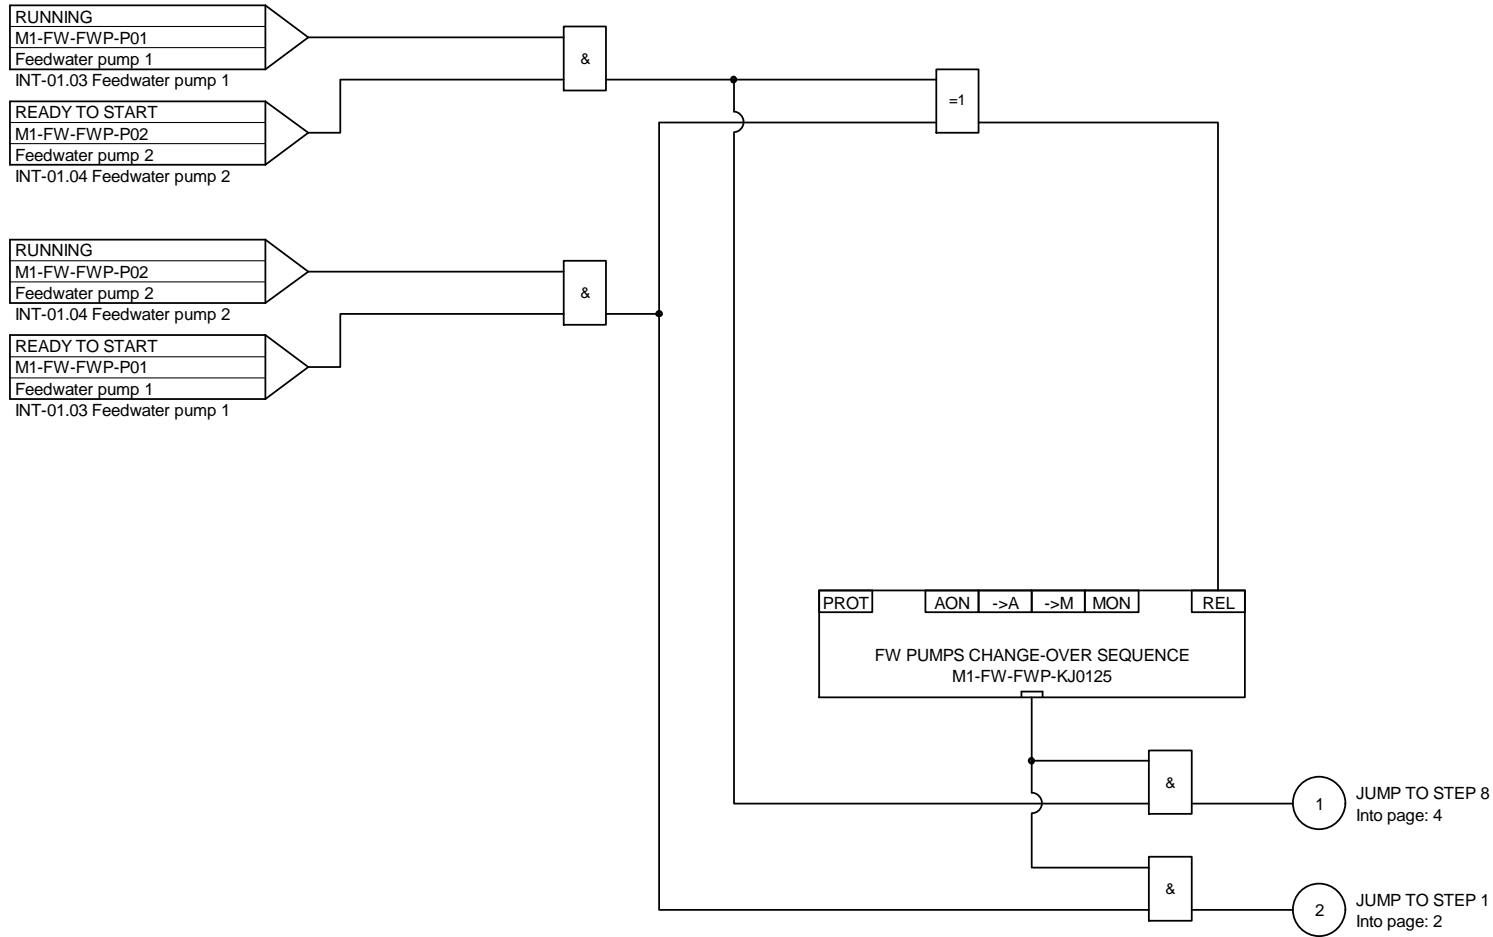 RUNNING
M1-FW-FWP-P01
Feedwater pump 1
INT-01.03 Feedwater pump 1
READY TO START
M1-FW-FWP-P02
Feedwater pump 2
INT-01.04 Feedwater pump 2
&
=1
RUNNING
M1-FW-FWP-P02
Feedwater pump 2
INT-01.04 Feedwater pump 2
READY TO START
M1-FW-FWP-P01
Feedwater pump 1
INT-01.03 Feedwater pump 1
&
PROT AON ->A ->M MON REL
FW PUMPS CHANGE-OVER SEQUENCE
M1-FW-FWP-KJ0125
&
1
JUMP TO STEP 8
Into page: 4
&
2
JUMP TO STEP 1
Into page: 2